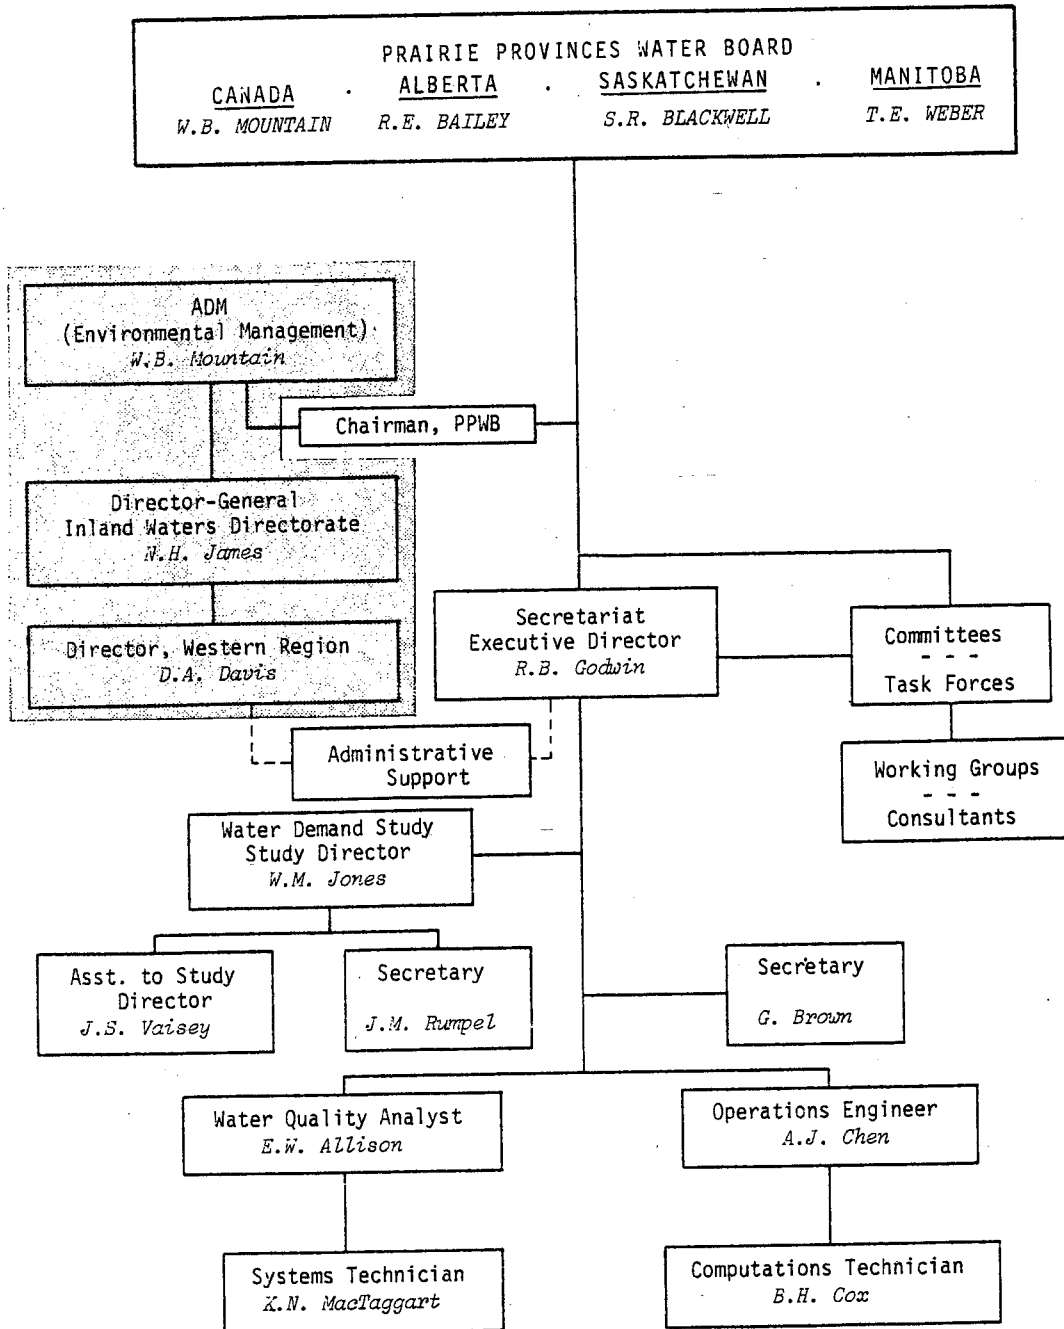 PRAIRIE PROVINCES WATER BOARD
CANADA . ALBERTA . SASKATCHEWAN . MANITOBA
W.B. MOUNTAIN R.E. BAILEY S.R. BLACKWELL T.E. WEBER
ADM
(Environmental Management)
W.B. Mountain
Chairman, PPWB
Director-General
Inland Waters Directorate
N.H. James
Director, Western Region
D.A. Davis
Secretariat
Executive Director
R.B. Godwin
Committees
- - -
Task Forces
Administrative
Support
Working Groups
- - -
Consultants
Water Demand Study
Study Director
W.M. Jones
Asst. to Study
Director
J.S. Vaisey
Secretary
J.M. Rumpel
Secretary
G. Brown
Water Quality Analyst
E.W. Allison
Operations Engineer
A.J. Chen
Systems Technician
K.N. MacTaggart
Computations Technician
B.H. Cox